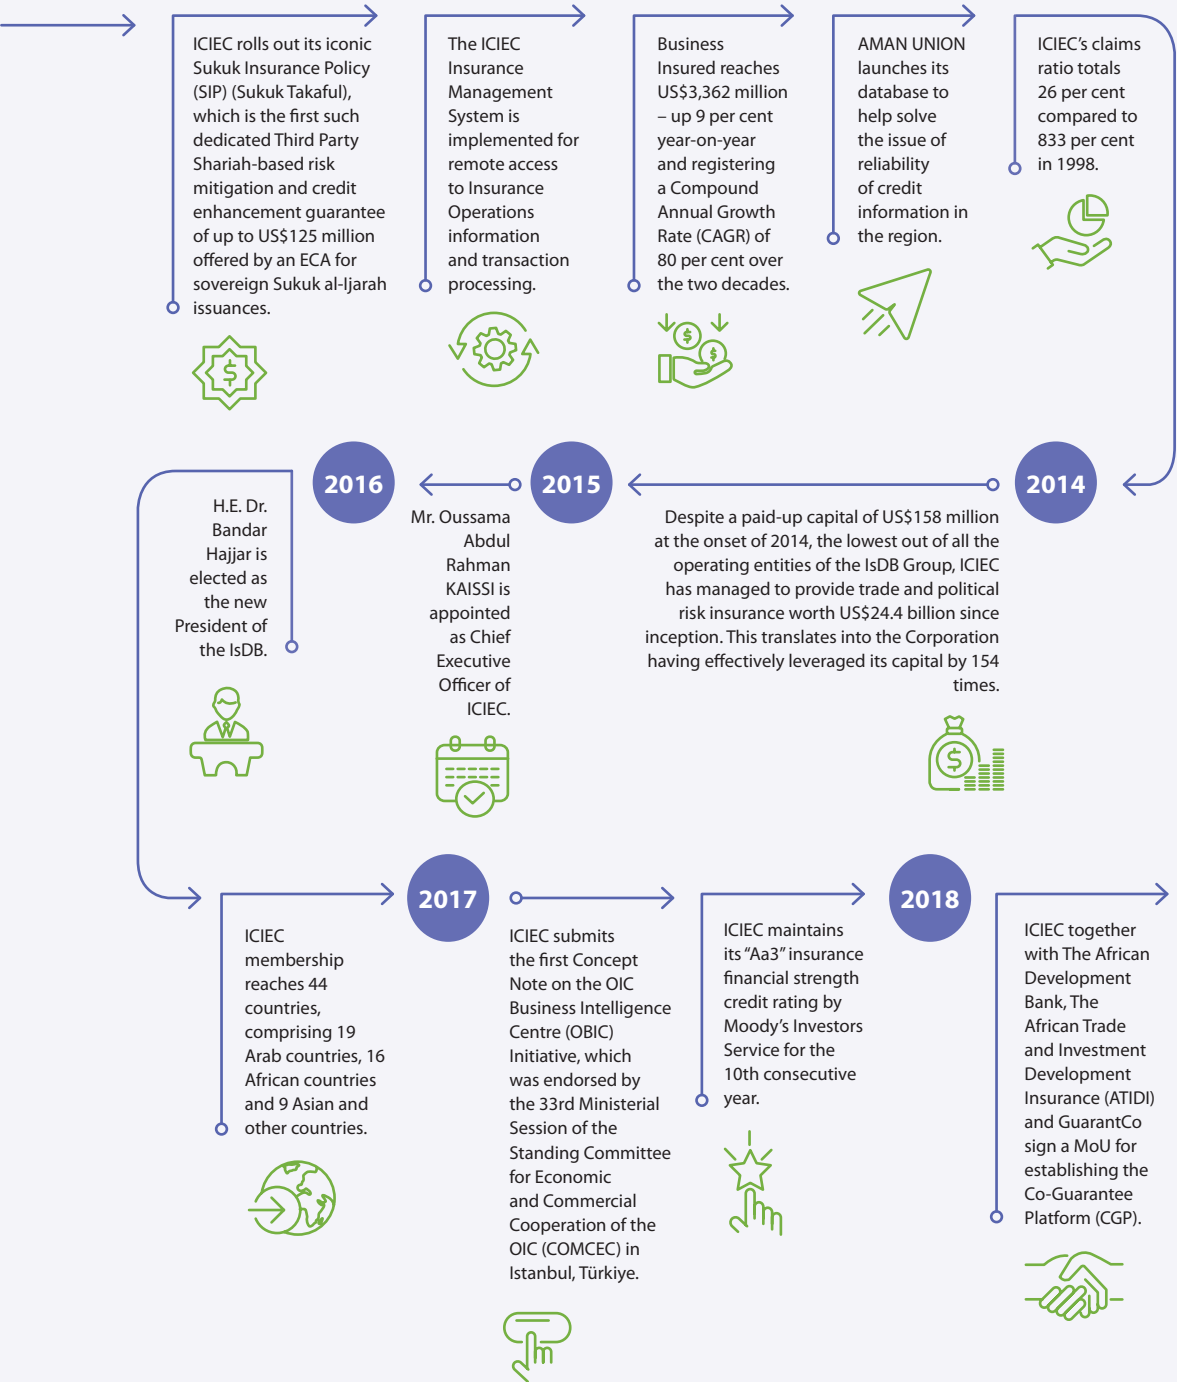 ICIEC rolls out its iconic
Sukuk Insurance Policy
(SIP) (Sukuk Takaful),
which is the first such
dedicated Third Party
Shariah-based risk
mitigation and credit
enhancement guarantee
of up to US$125 million
offered by an ECA for
sovereign Sukuk al-Ijarah
issuances.
The ICIEC
Insurance
Management
System is
implemented for
remote access
to Insurance
Operations
information
and transaction
processing.
Business
Insured reaches
US$3,362 million
– up 9 per cent
year-on-year
and registering
a Compound
Annual Growth
Rate (CAGR) of
80 per cent over
the two decades.
AMAN UNION
launches its
database to
help solve
the issue of
reliability
of credit
information in
the region.
ICIEC’s claims
ratio totals
26 per cent
compared to
833 per cent
in 1998.
2014
Despite a paid-up capital of US$158 million
at the onset of 2014, the lowest out of all the
operating entities of the IsDB Group, ICIEC
has managed to provide trade and political
risk insurance worth US$24.4 billion since
inception. This translates into the Corporation
having effectively leveraged its capital by 154
times.
2015
Mr. Oussama
Abdul
Rahman
KAISSI is
appointed
as Chief
Executive
Officer of
ICIEC.
2016
H.E. Dr.
Bandar
Hajjar is
elected as
the new
President of
the IsDB.
ICIEC
membership
reaches 44
countries,
comprising 19
Arab countries, 16
African countries
and 9 Asian and
other countries.
2017
ICIEC submits
the first Concept
Note on the OIC
Business Intelligence
Centre (OBIC)
Initiative, which
was endorsed by
the 33rd Ministerial
Session of the
Standing Committee
for Economic
and Commercial
Cooperation of the
OIC (COMCEC) in
Istanbul, Türkiye.
ICIEC maintains
its “Aa3” insurance
financial strength
credit rating by
Moody’s Investors
Service for the
10th consecutive
year.
2018
ICIEC together
with The African
Development
Bank, The
African Trade
and Investment
Development
Insurance (ATIDI)
and GuarantCo
sign a MoU for
establishing the
Co-Guarantee
Platform (CGP).